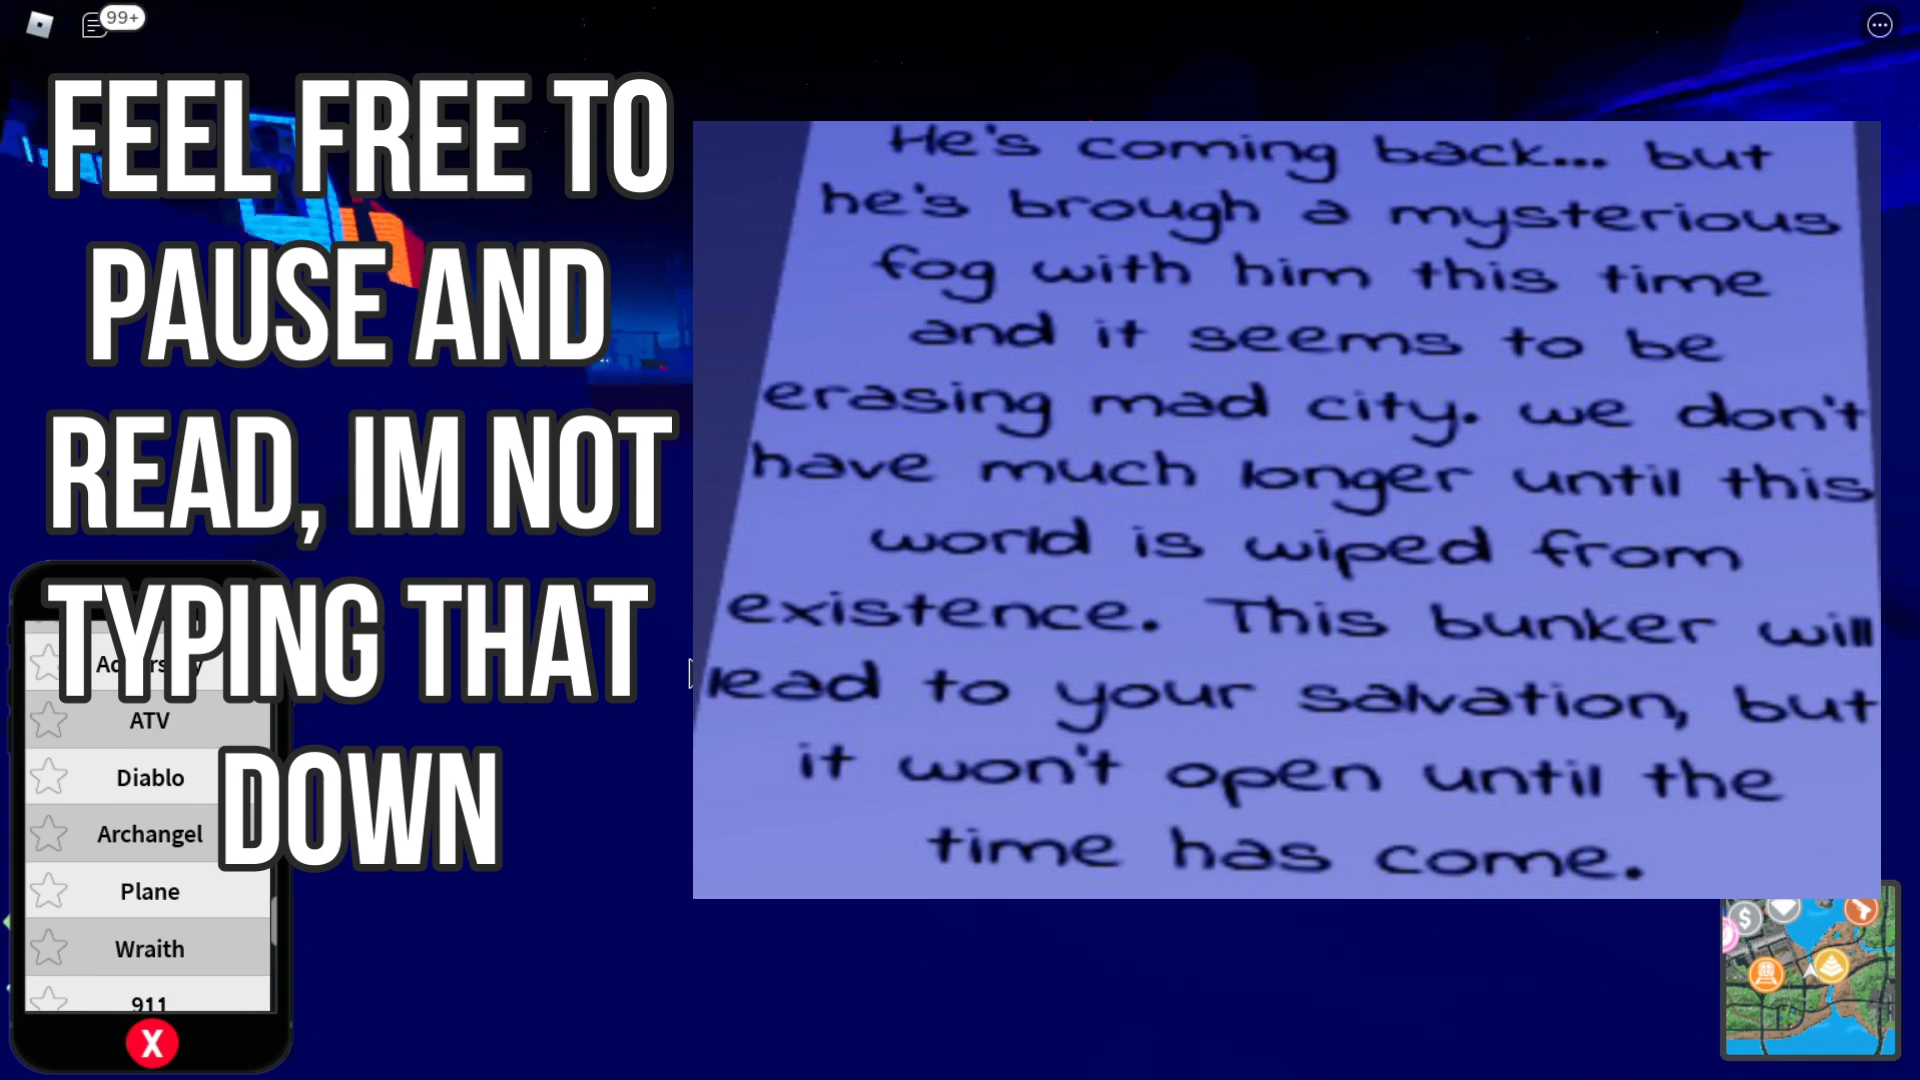 99+
FEEL FREE TO
PAUSE AND
READ, IM NOT
TYPING THAT
DOWN
He's coming back... but
he's brough a mysterious
fog with him this time
and it seems to be
erasing mad city. we don't
have much longer until this
world is wiped from
existence. This bunker will
lead to your salvation, but
it won't open until the
time has come.
ATV
Diablo
Archangel
Plane
Wraith
911
X
$